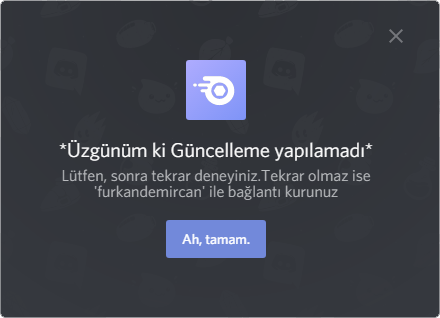 *Üzgünüm ki Güncelleme yapılamadı*
Lütfen, sonra tekrar deneyiniz.Tekrar olmaz ise
'furkandemircan' ile bağlantı kurunuz
Ah, tamam.